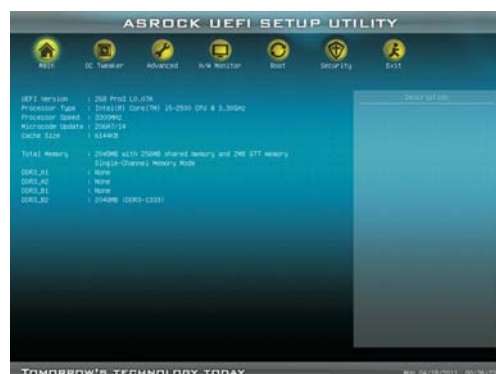 ASROCK UEFI SETUP UTILITY
Main OC Tweaker Advanced H/W Monitor Boot Security Exit
UEFI Version : Z68 Pro3 L0.07A
Processor Type : Intel(R) Core(TM) i5-2500 CPU @ 3.30GHz
Processor Speed : 3300MHz
Microcode Update : 206A7/14
Cache Size : 6144KB
Total Memory : 2048MB with 256MB shared memory and 2MB GTT memory
Single-Channel Memory Mode
DDR3_A1 : None
DDR3_A2 : None
DDR3_B1 : None
DDR3_B2 : 2048MB (DDR3-1333)
Description
TOMORROW'S TECHNOLOGY TODAY